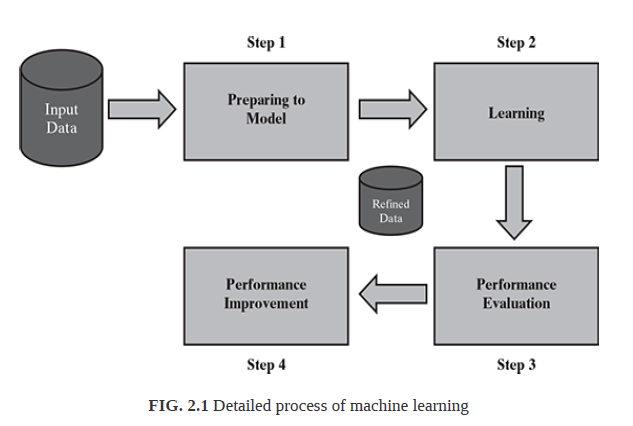 Step 1
Step 2
Input
Data
Preparing to
Model
Learning
Refined
Data
Performance
Improvement
Performance
Evaluation
Step 4
Step 3
FIG. 2.1 Detailed process of machine learning